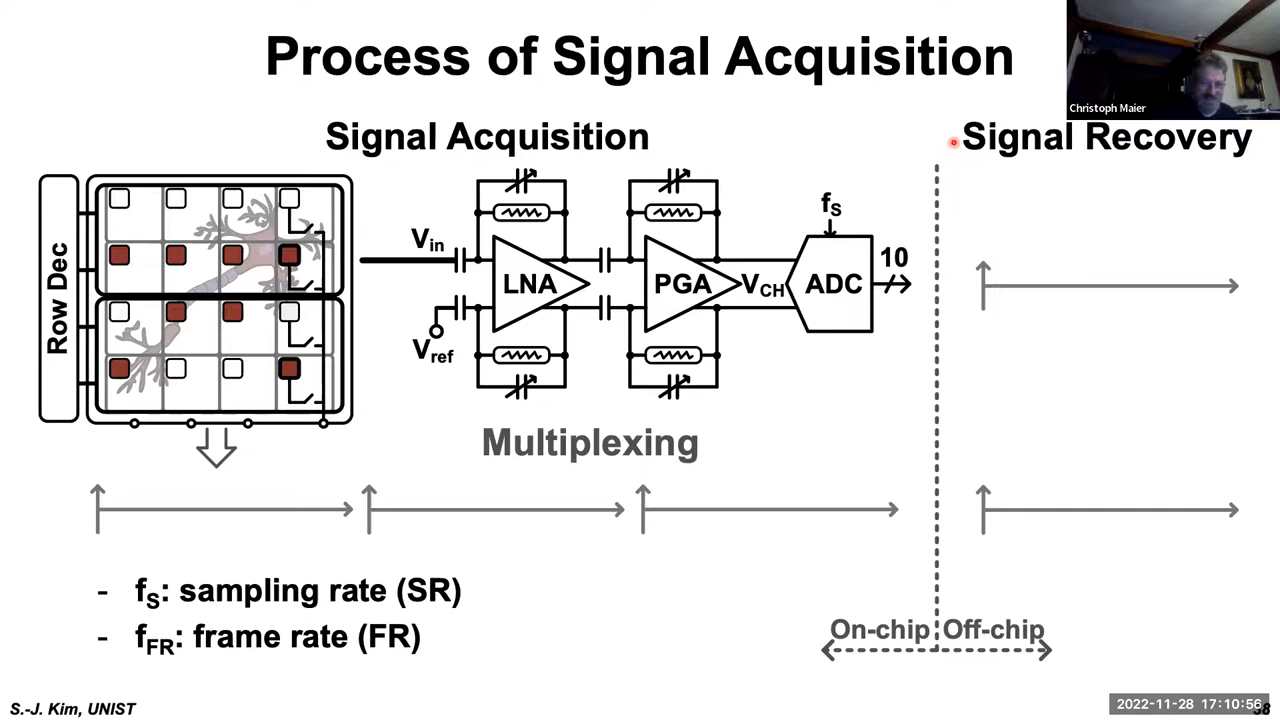 Process of Signal Acquisition
Christoph Maier
Signal Acquisition
Signal Recovery
Row Dec
Vin
Vref
LNA
PGA
VCH
fS
ADC
10
Multiplexing
- fS: sampling rate (SR)
- fFR: frame rate (FR)
On-chip
Off-chip
S.-J. Kim, UNIST
2022-11-28 17:10:56
38